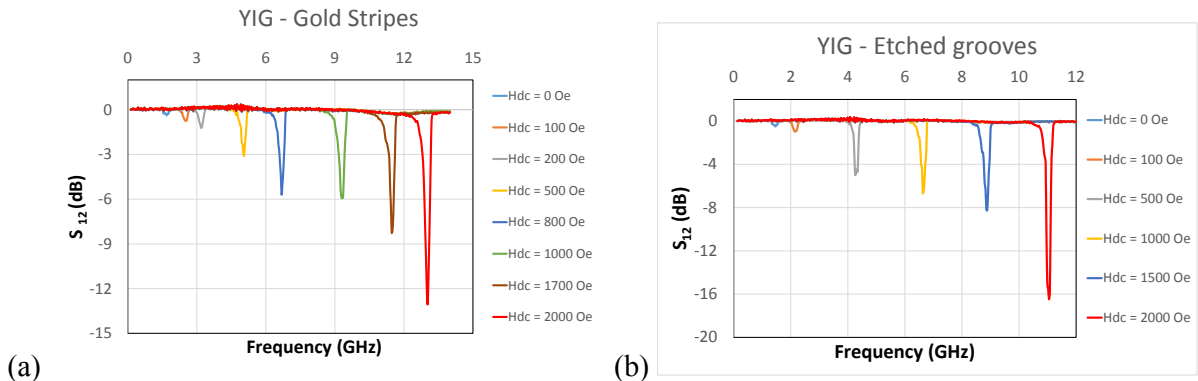 YIG - Gold Stripes
0 3 6 9 12 15
0
-3
-6
-9
-12
-15
S 12 (dB)
Frequency (GHz)
Hdc = 0 Oe
Hdc = 100 Oe
Hdc = 200 Oe
Hdc = 500 Oe
Hdc = 800 Oe
Hdc = 1000 Oe
Hdc = 1700 Oe
Hdc = 2000 Oe
(a)
YIG - Etched grooves
0 2 4 6 8 10 12
0
-4
-8
-12
-16
-20
S12 (dB)
Frequency (GHz)
Hdc = 0 Oe
Hdc = 100 Oe
Hdc = 500 Oe
Hdc = 1000 Oe
Hdc = 1500 Oe
Hdc = 2000 Oe
(b)